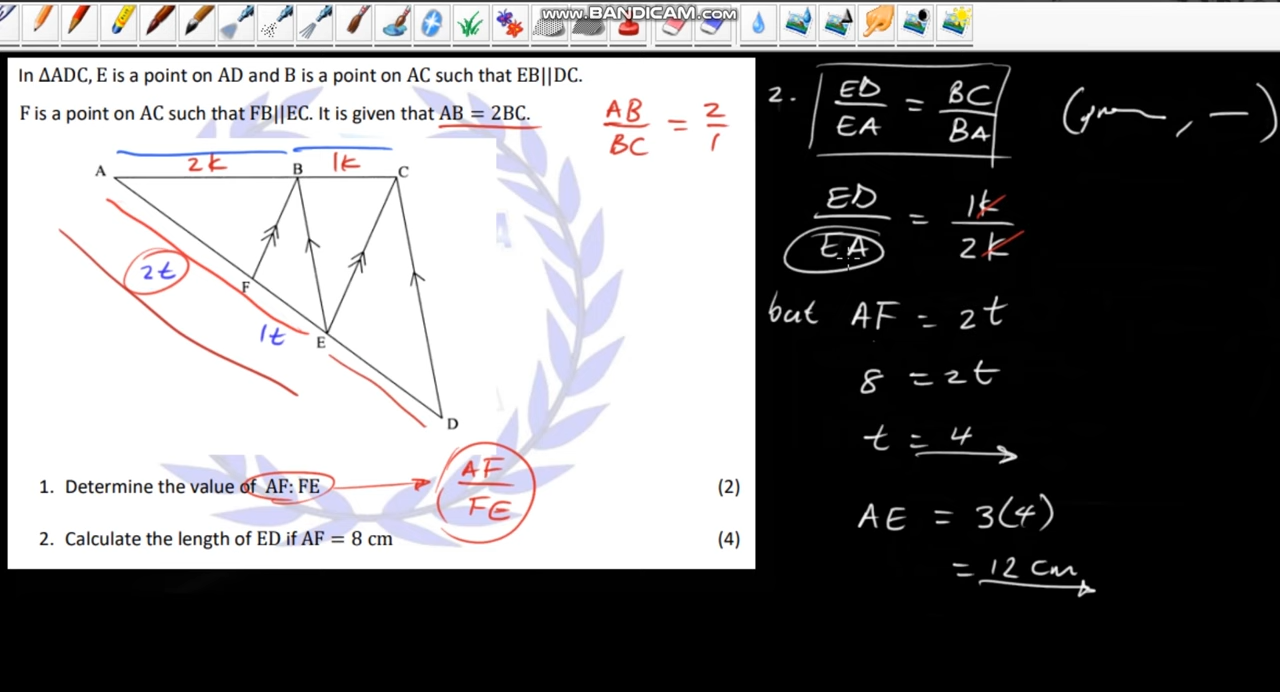 www.BANDICAM.com
In ΔADC, E is a point on AD and B is a point on AC such that EB||DC.
F is a point on AC such that FB||EC. It is given that AB = 2BC.
AB/BC = 2/1
2k
1k
A
B
C
2t
F
1t
E
D
1. Determine the value of AF: FE
(2)
AF/FE
2. Calculate the length of ED if AF = 8 cm
(4)
2. ED/EA = BC/BA
ED/EA = 1k/2k
but AF = 2t
8 = 2t
t = 4
AE = 3(4)
= 12 cm